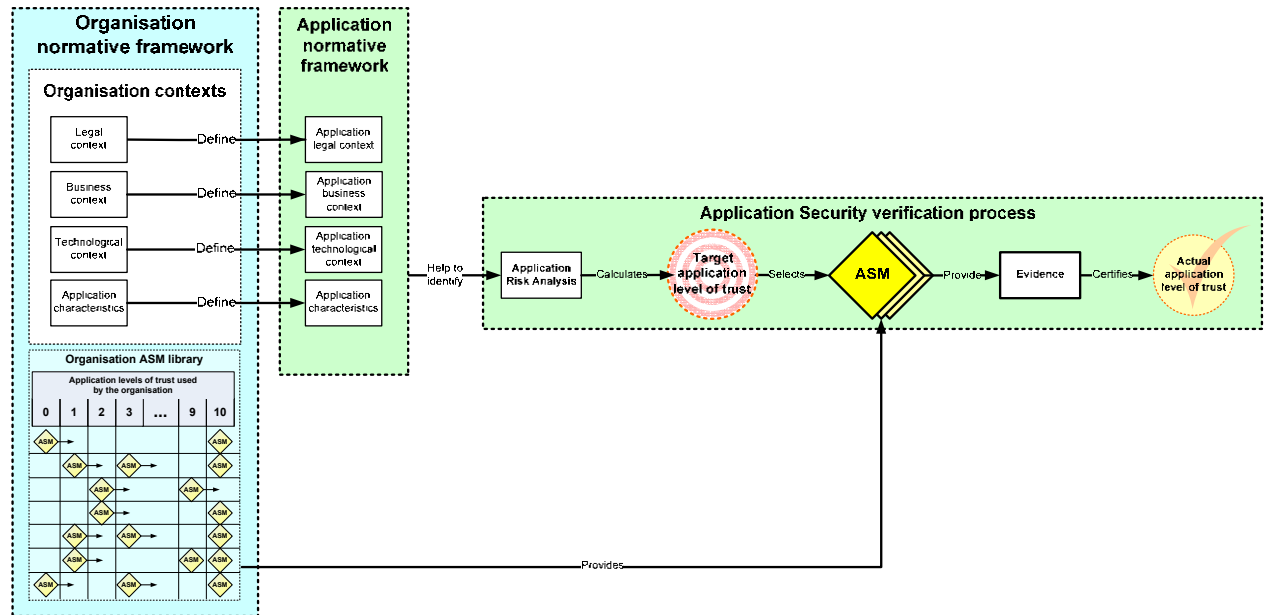 Organisation
normative framework
Organisation contexts
Legal
context
Business
context
Technological
context
Application
characteristics
Define
Define
Define
Define
Application
normative
framework
Application
legal context
Application
business
context
Application
technological
context
Application
characteristics
Help to
identify
Application Security verification process
Application
Risk Analysis
Calculates
Target
application
level of trust
Selects
ASM
Provide
Evidence
Certifies
Actual
application
level of trust
Organisation ASM library
Application levels of trust used
by the organisation
0 1 2 3 ... 9 10
ASM ASM
ASM ASM ASM
ASM ASM
ASM ASM
ASM ASM ASM
ASM ASM ASM
ASM ASM ASM
Provides